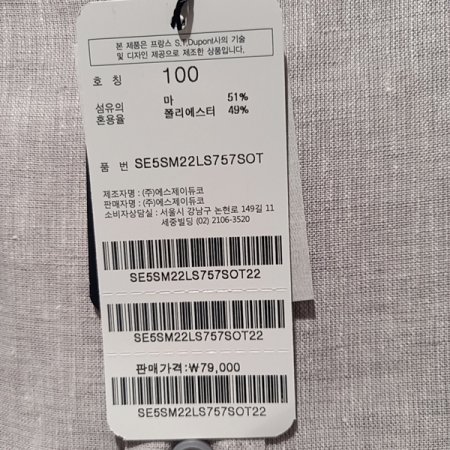 본 제품은 프랑스 S.T.Dupont사의 기술
및 디자인 제공으로 제조한 상품입니다.
호 칭 100
섬유의 마 51%
혼용율 폴리에스터 49%
품 번 SE5SM22LS757SOT
제조자명 : (주)에스제이듀코
판매자명 : (주)에스제이듀코
소비자상담실 : 서울시 강남구 논현로 149길 11
세중빌딩 (02) 2106-3520
SE5SM22LS757SOT22
SE5SM22LS757SOT22
판매가격:₩79,000
SE5SM22LS757SOT22